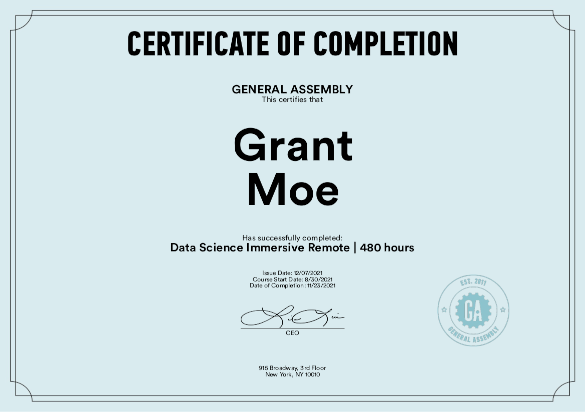 CERTIFICATE OF COMPLETION
GENERAL ASSEMBLY
This certifies that
Grant
Moe
Has successfully completed:
Data Science Immersive Remote | 480 hours
Issue Date: 12/07/2021
Course Start Date: 8/30/2021
Date of Completion: 11/23/2021
CEO
EST. 2011
GA
GENERAL ASSEMBLY
915 Broadway, 3rd Floor
New York, NY 10010